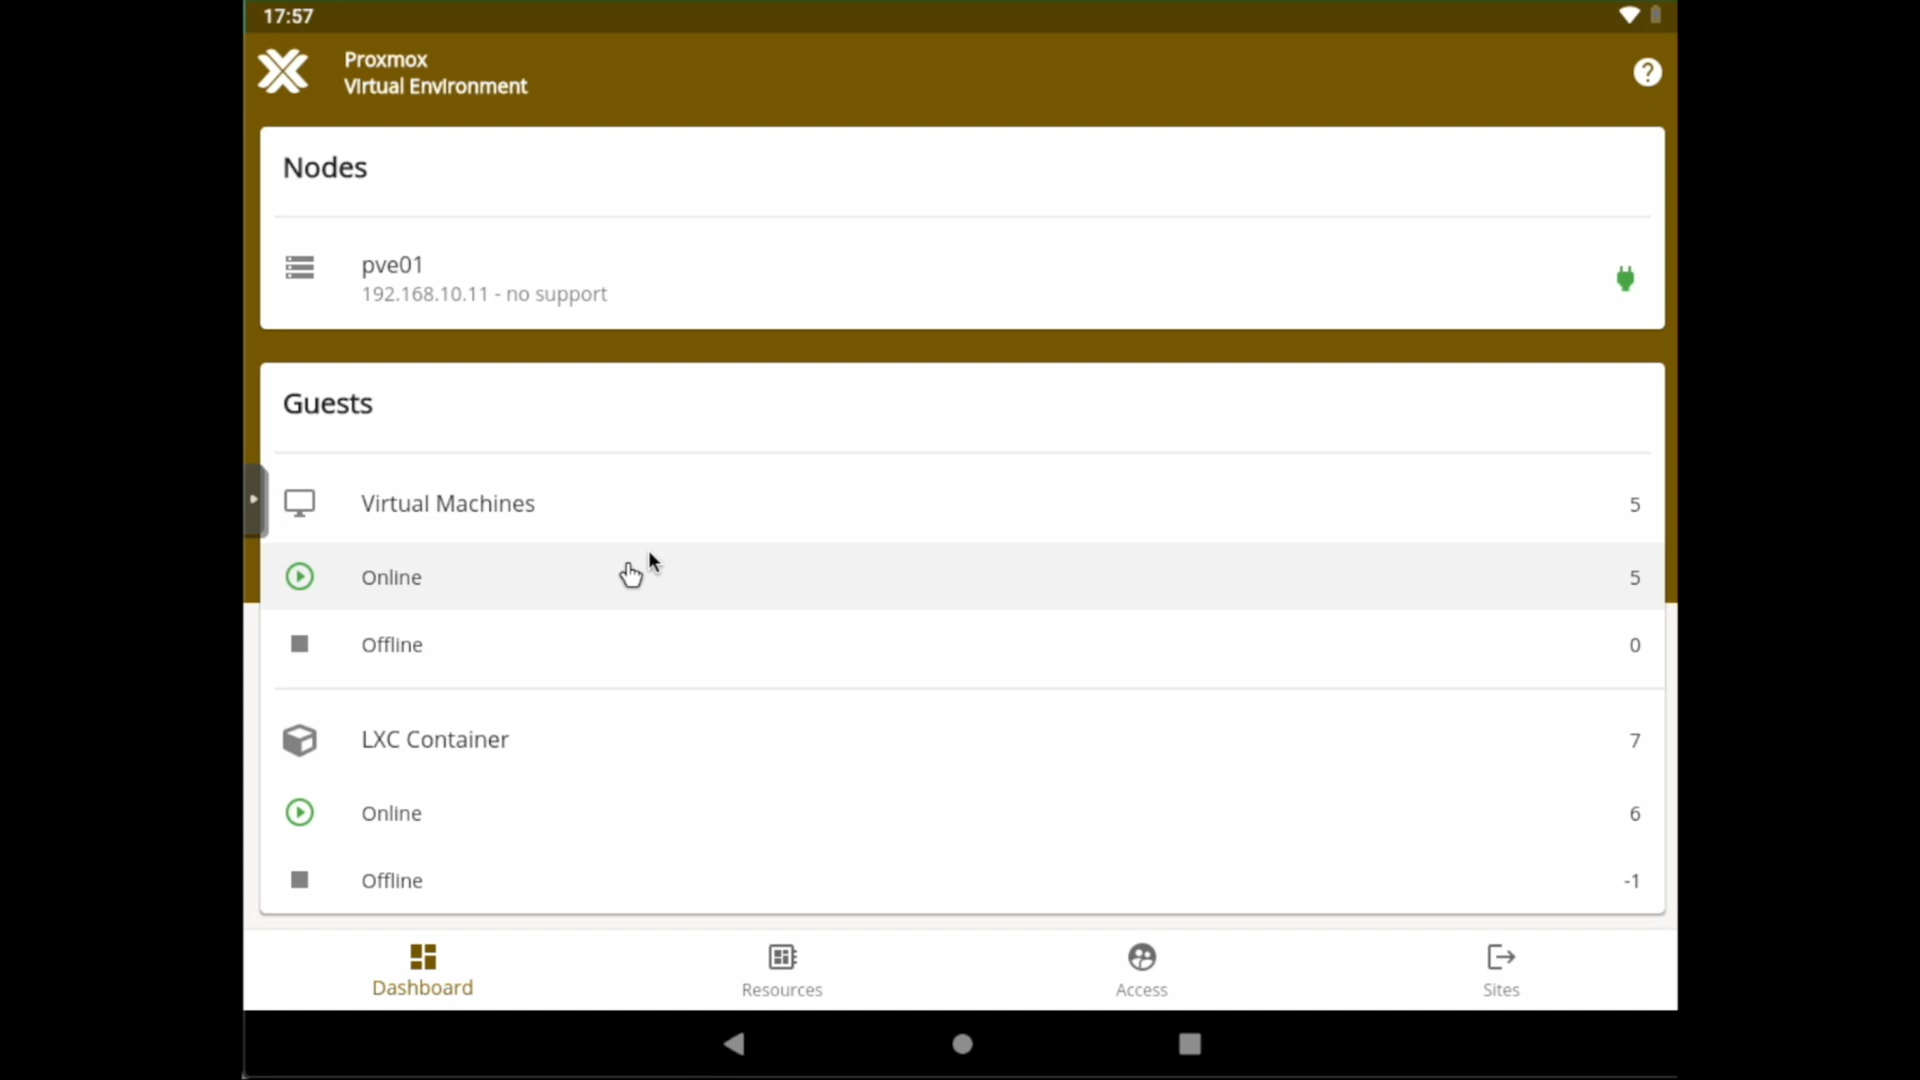 17:57
Proxmox
Virtual Environment
Nodes
pve01
192.168.10.11 - no support
Guests
Virtual Machines 5
Online 5
Offline 0
LXC Container 7
Online 6
Offline -1
Dashboard Resources Access Sites